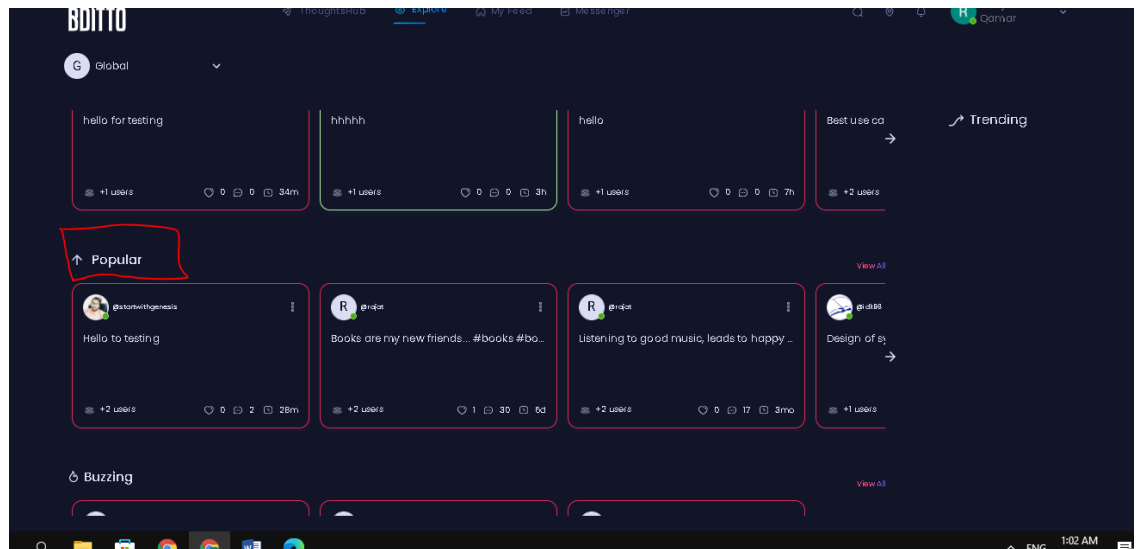 BDITTO
ThoughtsHub Explore My Feed Messenger
R Qamar
G Global
hello for testing
+1 users 0 0 34m
hhhhh
+1 users 0 0 3h
hello
+1 users 0 0 7h
Best use ca
+2 users
Trending
Popular
View All
@startwithgenesis
Hello to testing
+2 users 0 2 28m
R @rajat
Books are my new friends... #books #bo...
+2 users 1 30 6d
R @rajat
Listening to good music, leads to happy ...
+2 users 0 17 3mo
Design of sy
+1 users
Buzzing
View All
ENG
1:02 AM